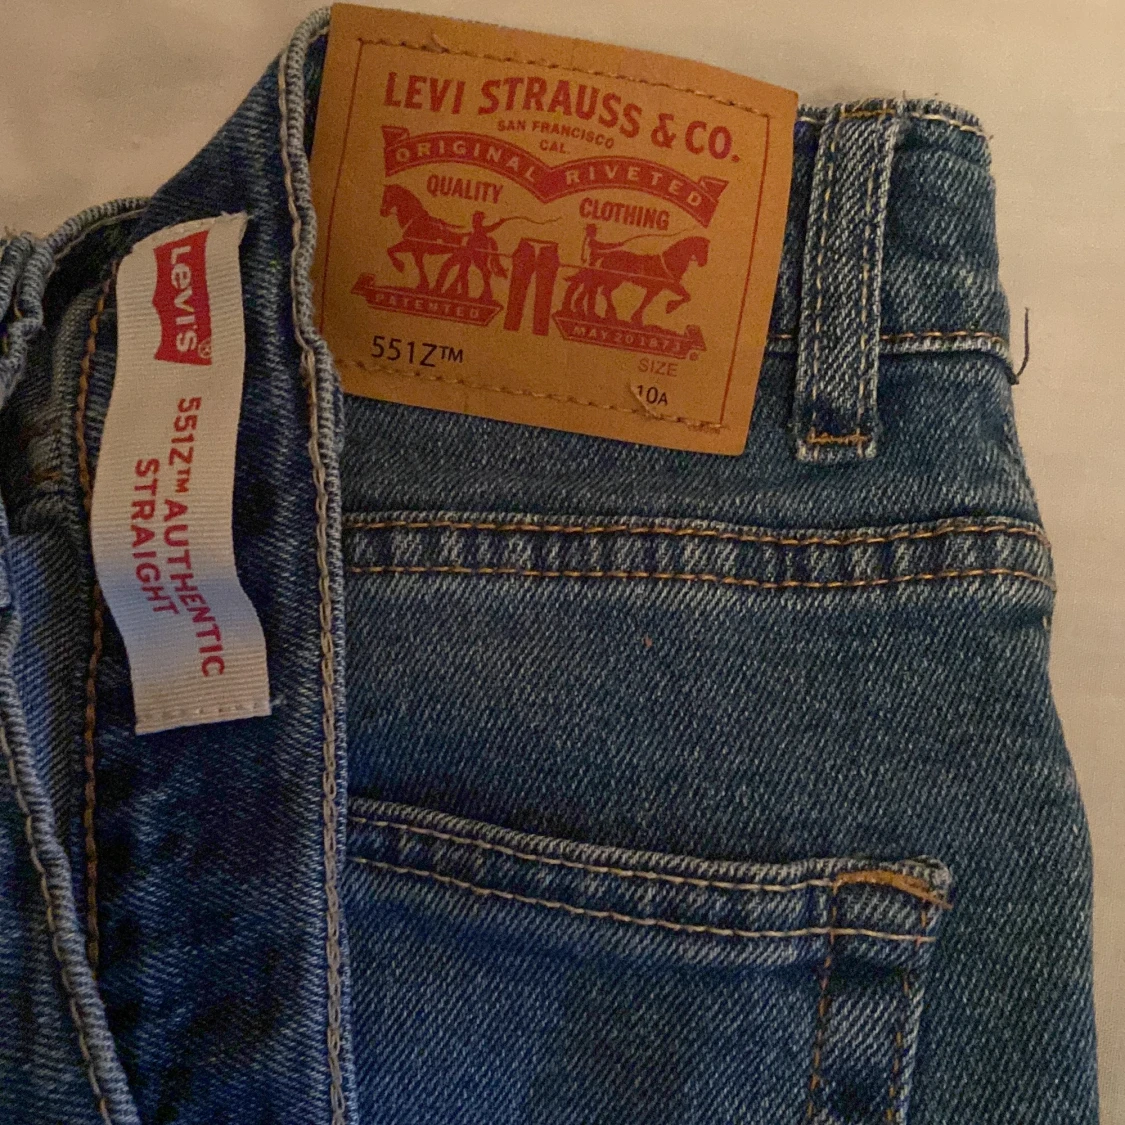 LEVI STRAUSS & CO.
SAN FRANCISCO
CAL.
ORIGINAL RIVETED
QUALITY CLOTHING
PATENTED MAY 20 1873
551Z™
SIZE
10A
Levi's®
551Z™ AUTHENTIC
STRAIGHT